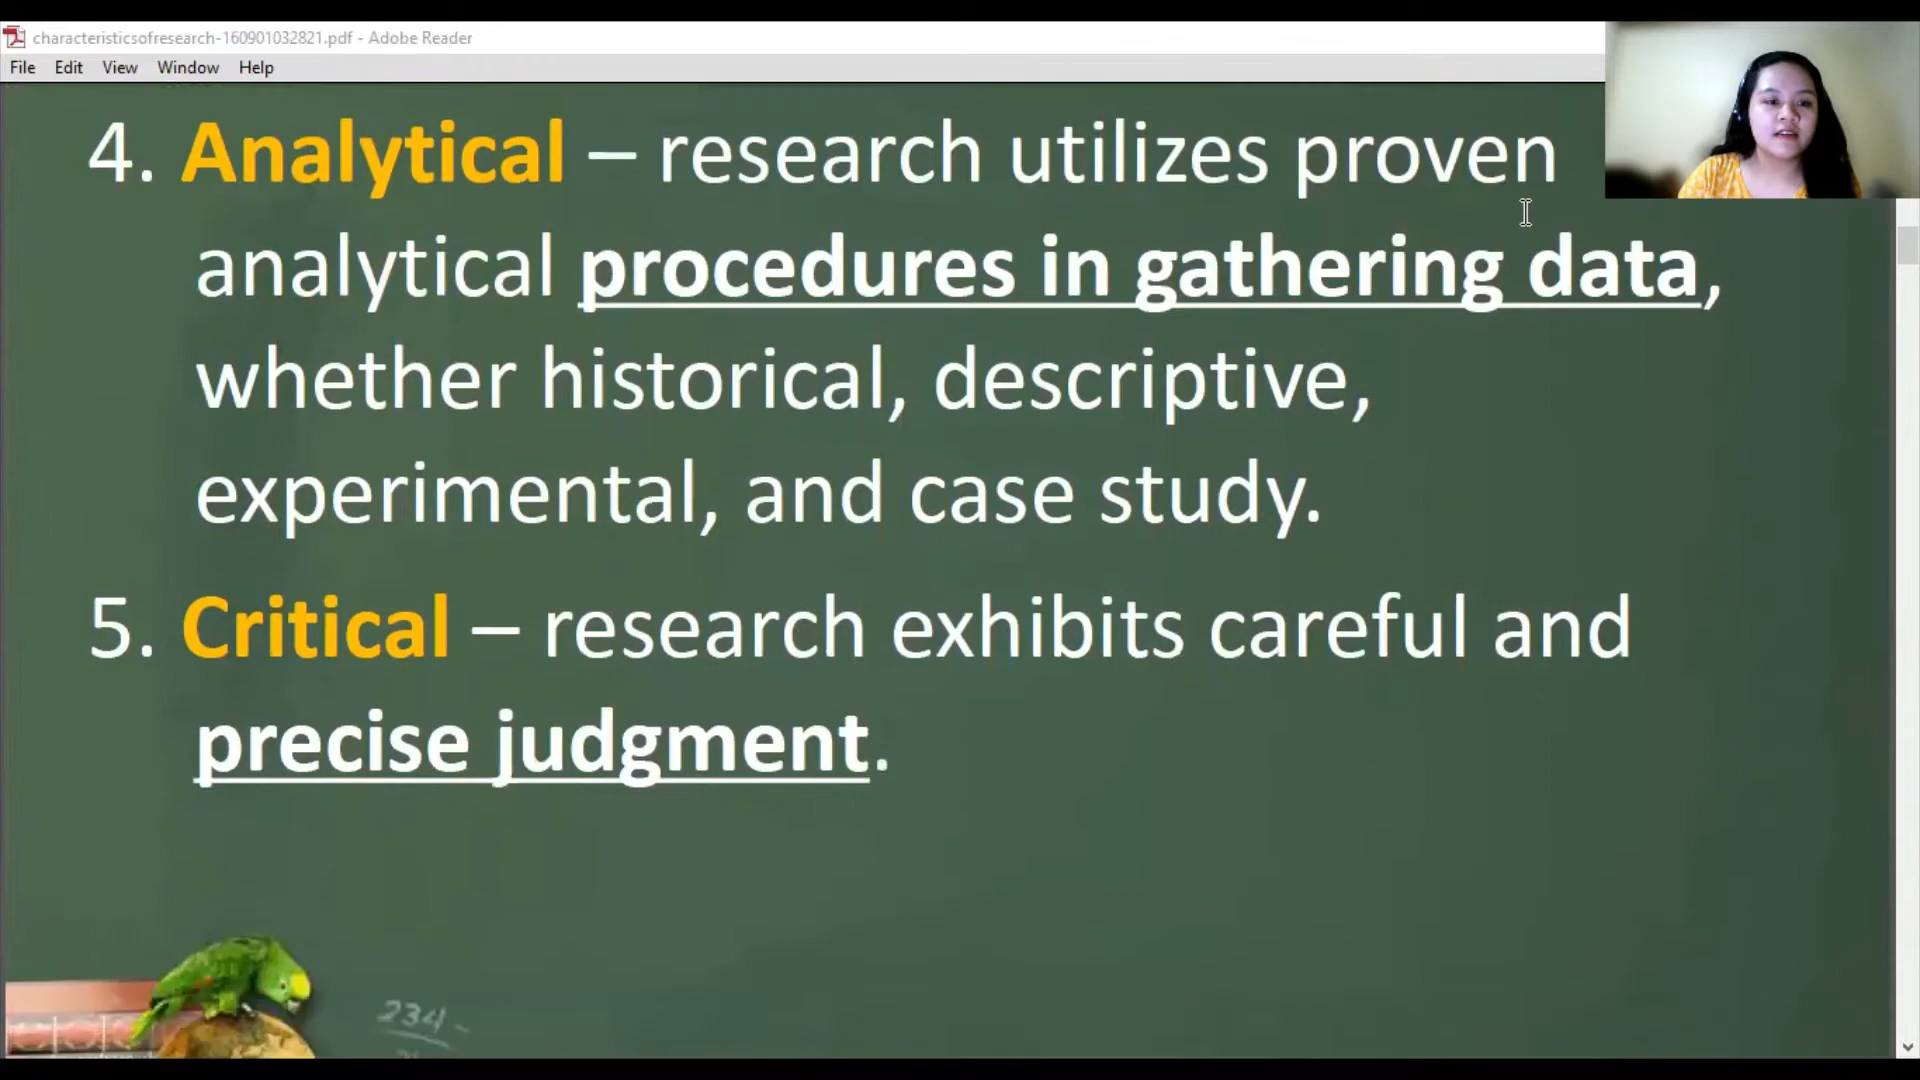 characteristicsofresearch-160901032821.pdf - Adobe Reader
File Edit View Window Help
4. Analytical – research utilizes proven
analytical procedures in gathering data,
whether historical, descriptive,
experimental, and case study.
5. Critical – research exhibits careful and
precise judgment.
234-